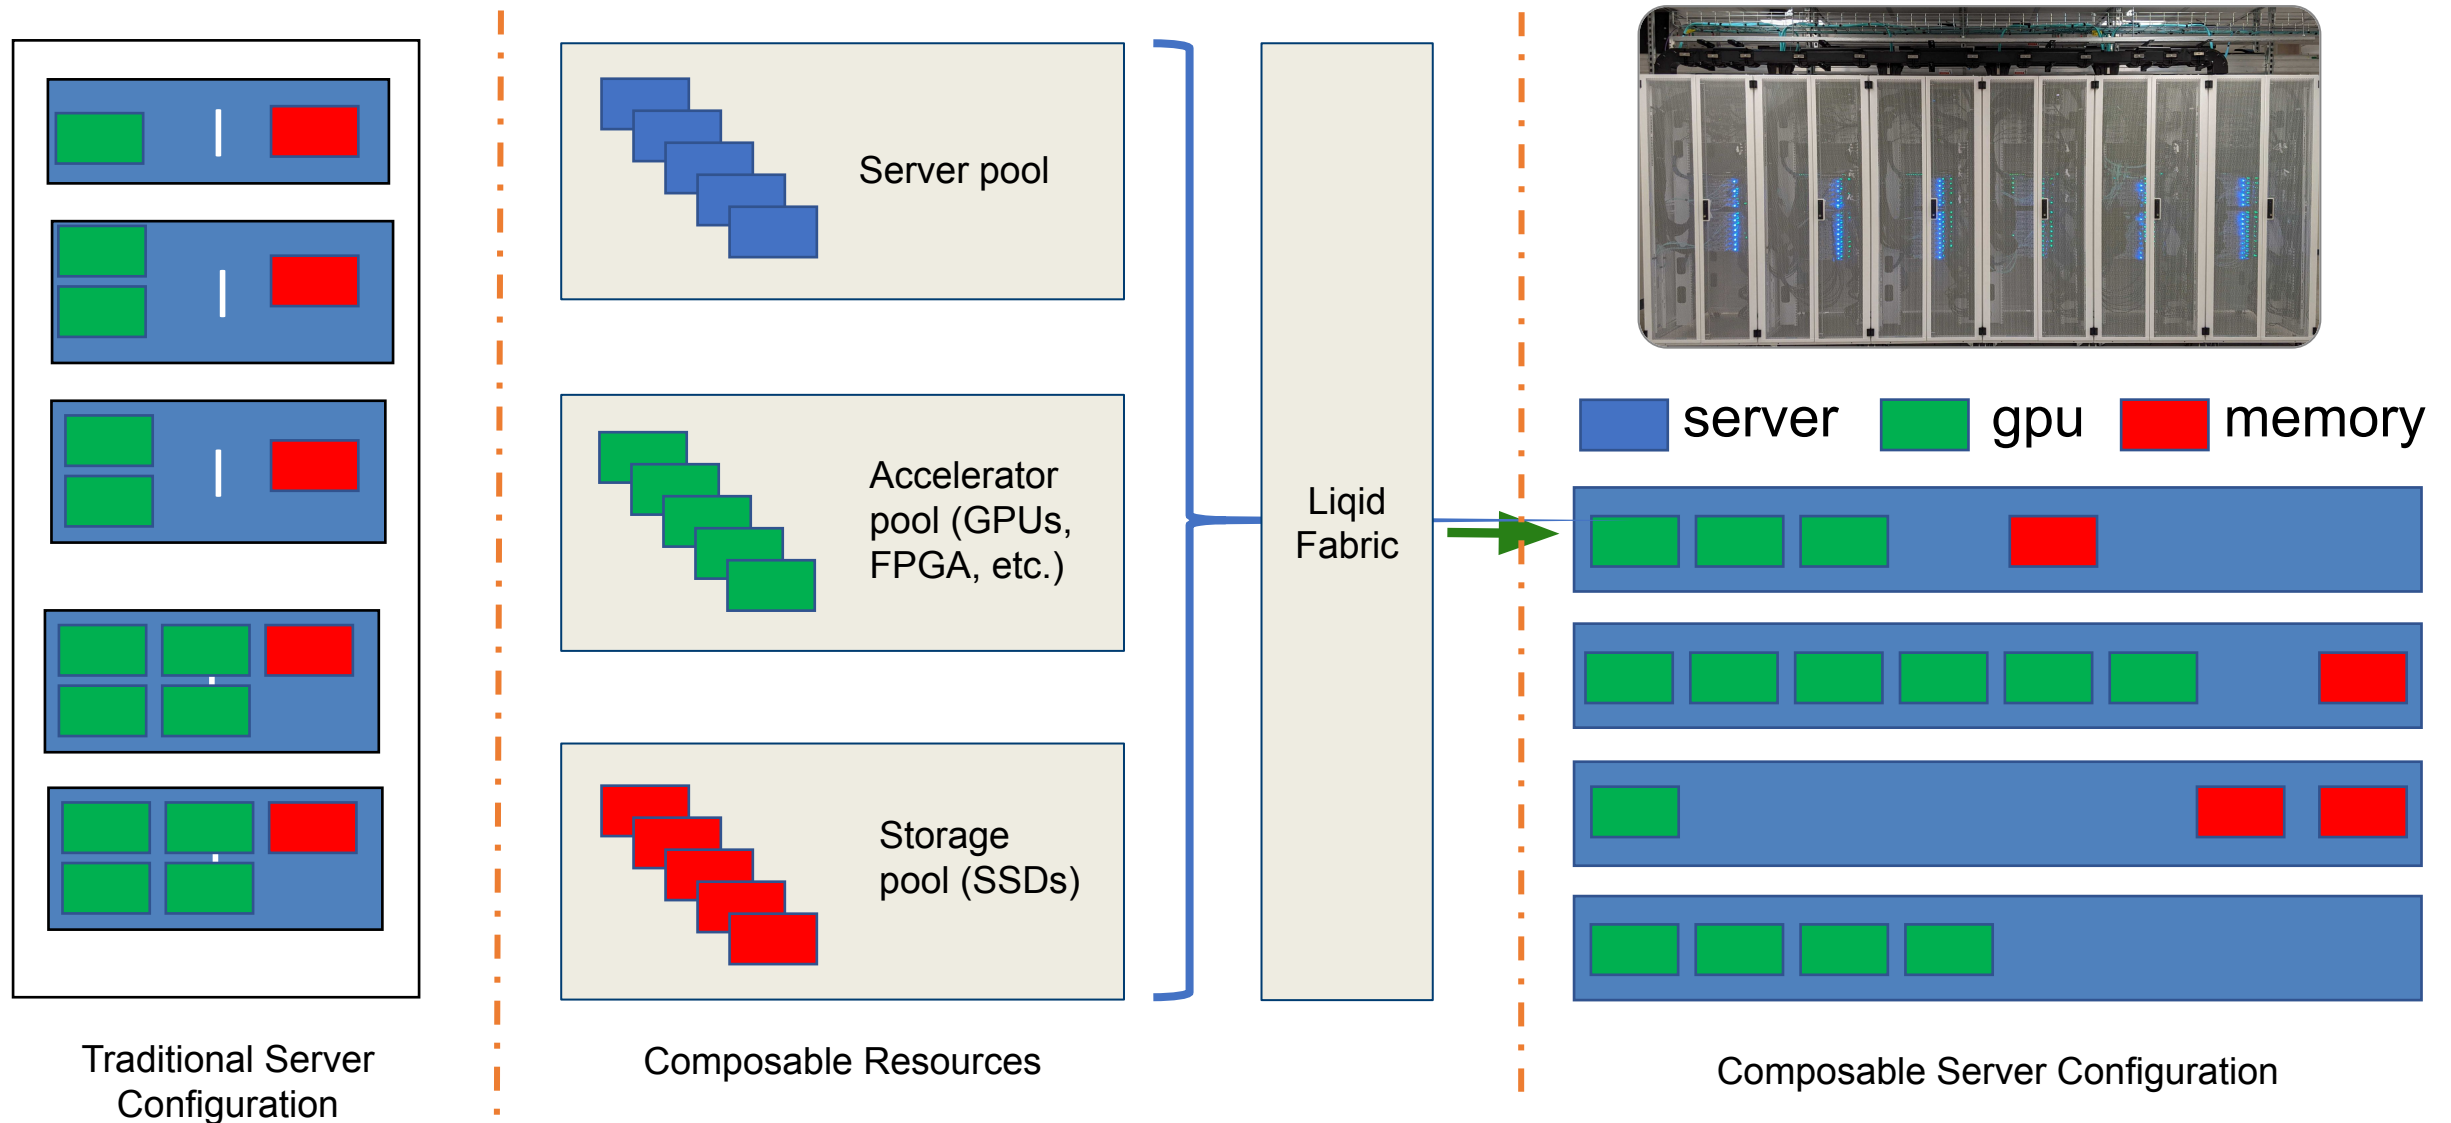 Server pool
Accelerator
pool (GPUs,
FPGA, etc.)
Storage
pool (SSDs)
Liqid
Fabric
server
gpu
memory
Traditional Server
Configuration
Composable Resources
Composable Server Configuration